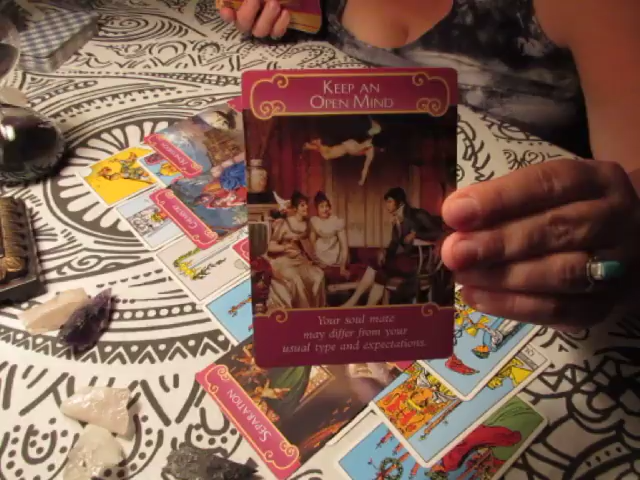 KEEP AN
OPEN MIND
Your soul mate
may differ from your
usual type and expectations.
SEPARATION